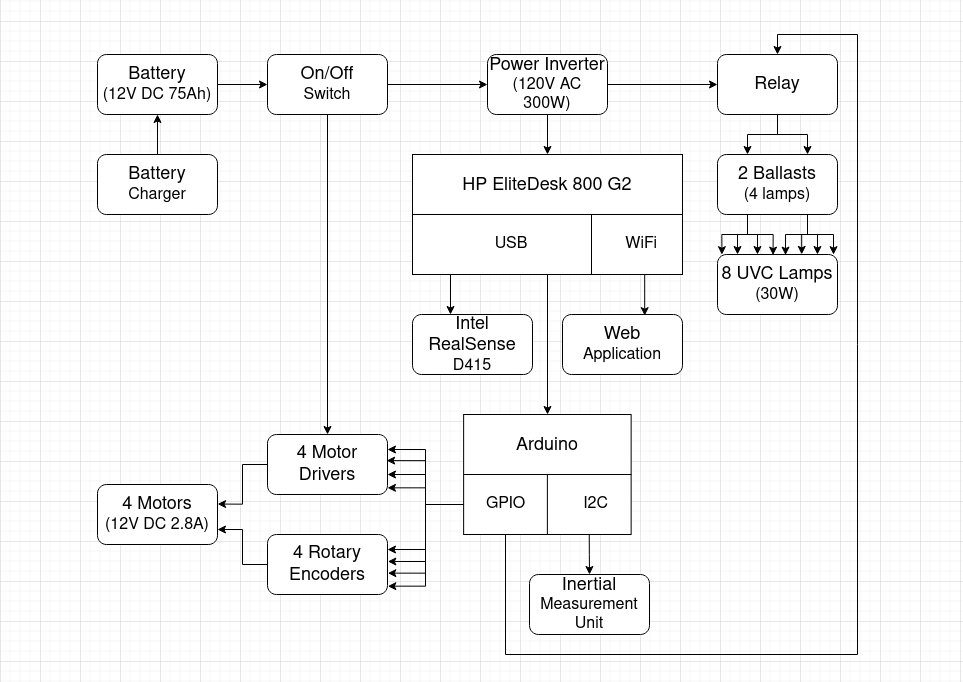 Battery
(12V DC 75Ah)
On/Off
Switch
Power Inverter
(120V AC
300W)
Relay
Battery
Charger
HP EliteDesk 800 G2
USB
WiFi
2 Ballasts
(4 lamps)
8 UVC Lamps
(30W)
Intel
RealSense
D415
Web
Application
4 Motor
Drivers
Arduino
GPIO
I2C
4 Motors
(12V DC 2.8A)
4 Rotary
Encoders
Inertial
Measurement
Unit